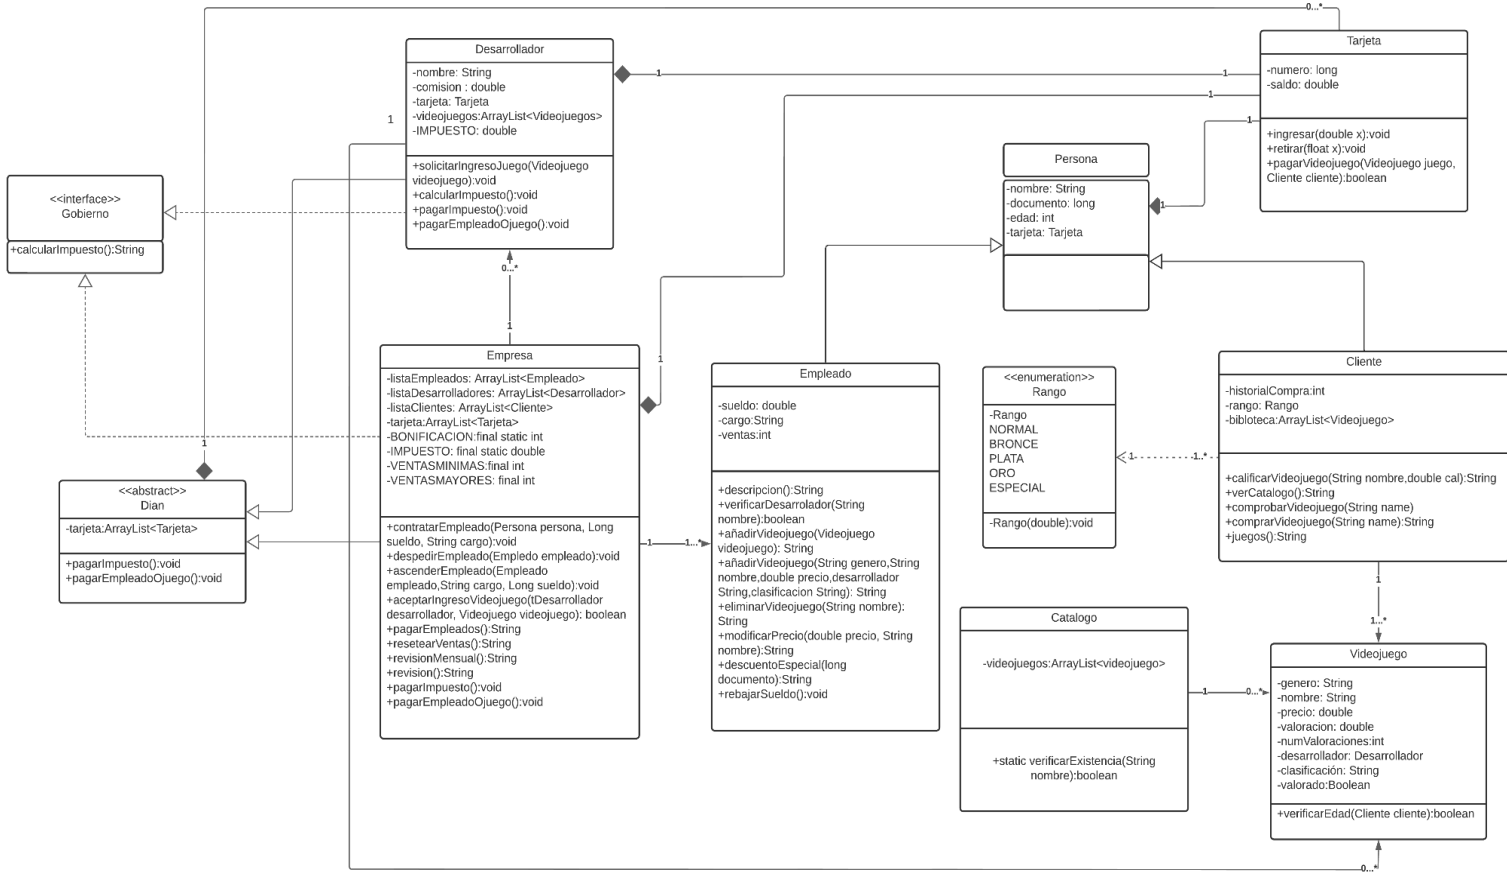 0...*
Desarrollador
-nombre: String
-comision : double
-tarjeta: Tarjeta
-videojuegos:ArrayList<Videojuegos>
-IMPUESTO: double
+solicitarIngresoJuego(Videojuego
videojuego):void
+calcularImpuesto():void
+pagarImpuesto():void
+pagarEmpleadoOjuego():void
1
1
1
1
Tarjeta
-numero: long
-saldo: double
+ingresar(double x):void
+retirar(float x):void
+pagarVideojuego(Videojuego juego,
Cliente cliente):boolean
1
Persona
-nombre: String
-documento: long
-edad: int
-tarjeta: Tarjeta
1
<<interface>>
Gobierno
+calcularImpuesto():String
0...*
1
Empresa
-listaEmpleados: ArrayList<Empleado>
-listaDesarrolladores: ArrayList<Desarrollador>
-listaClientes: ArrayList<Cliente>
-tarjeta:ArrayList<Tarjeta>
-BONIFICACION:final static int
-IMPUESTO: final static double
-VENTASMINIMAS:final int
-VENTASMAYORES: final int
+contratarEmpleado(Persona persona, Long
sueldo, String cargo):void
+despedirEmpleado(Empledo empleado):void
+ascenderEmpleado(Empleado
empleado,String cargo, Long sueldo):void
+aceptarIngresoVideojuego(tDesarrollador
desarrollador, Videojuego videojuego): boolean
+pagarEmpleados():String
+resetearVentas():String
+revisionMensual():String
+revision():String
+pagarImpuesto():void
+pagarEmpleadoOjuego():void
1
1
<<abstract>>
Dian
-tarjeta:ArrayList<Tarjeta>
+pagarImpuesto():void
+pagarEmpleadoOjuego():void
1
1...*
Empleado
-sueldo: double
-cargo:String
-ventas:int
+descripcion():String
+verificarDesarrolador(String
nombre):boolean
+añadirVideojuego(Videojuego
videojuego): String
+añadirVideojuego(String genero,String
nombre,double precio,desarrollador
String,clasificacion String): String
+eliminarVideojuego(String nombre):
String
+modificarPrecio(double precio, String
nombre):String
+descuentoEspecial(long
documento):String
+rebajarSueldo():void
<<enumeration>>
Rango
-Rango
NORMAL
BRONCE
PLATA
ORO
ESPECIAL
-Rango(double):void
1
1..*
Cliente
-historialCompra:int
-rango: Rango
-bibloteca:ArrayList<Videojuego>
+calificarVideojuego(String nombre,double cal):String
+verCatalogo():String
+comprobarVideojuego(String name)
+comprarVideojuego(String name):String
+juegos():String
1
1...*
Catalogo
-videojuegos:ArrayList<videojuego>
+static verificarExistencia(String
nombre):boolean
1
0...*
Videojuego
-genero: String
-nombre: String
-precio: double
-valoracion: double
-numValoraciones:int
-desarrollador: Desarrollador
-clasificación: String
-valorado:Boolean
+verificarEdad(Cliente cliente):boolean
0...*